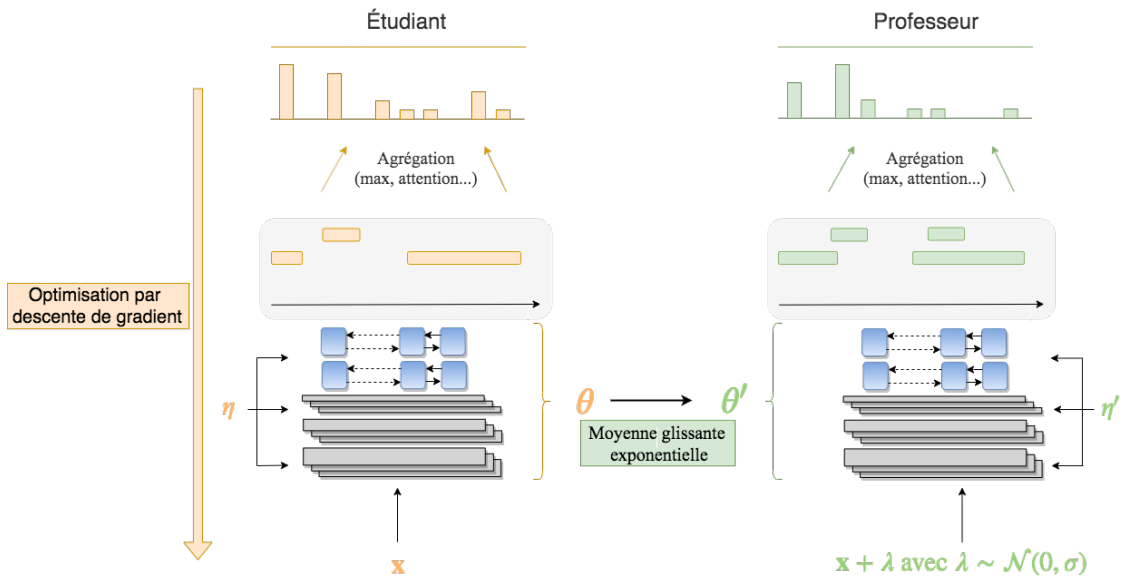 Étudiant
Professeur
Agrégation
(max, attention...)
Agrégation
(max, attention...)
Optimisation par
descente de gradient
η
θ
θ'
η'
Moyenne glissante
exponentielle
x
x + λ avec λ ∼ 𝒩(0, σ)